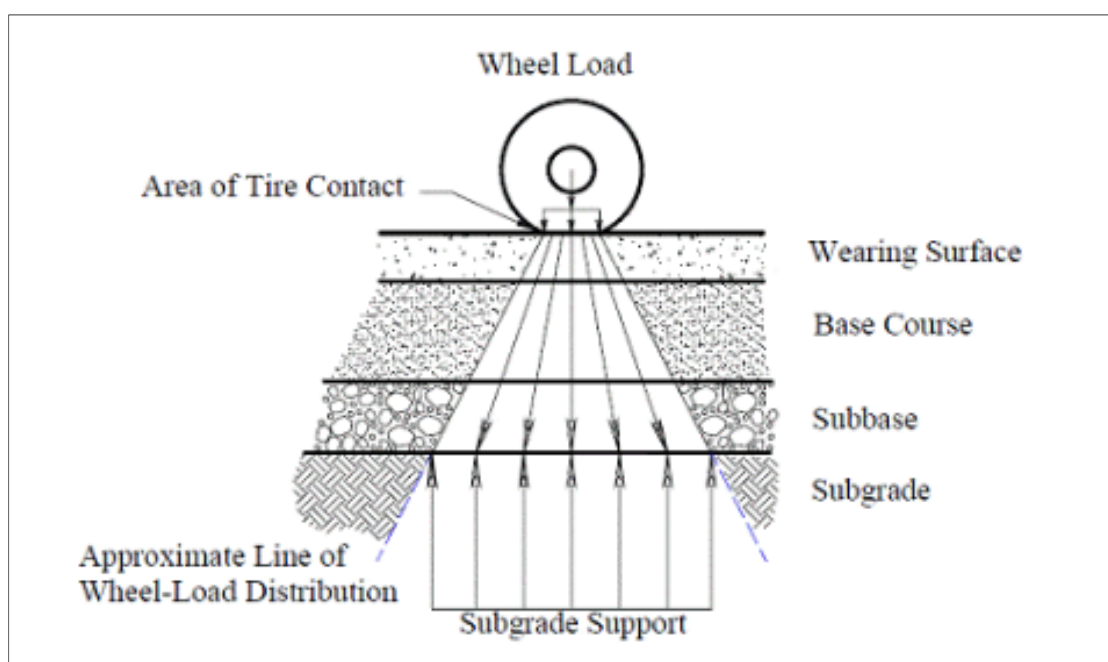 Wheel Load
Area of Tire Contact
Wearing Surface
Base Course
Subbase
Subgrade
Approximate Line of
Wheel-Load Distribution
Subgrade Support